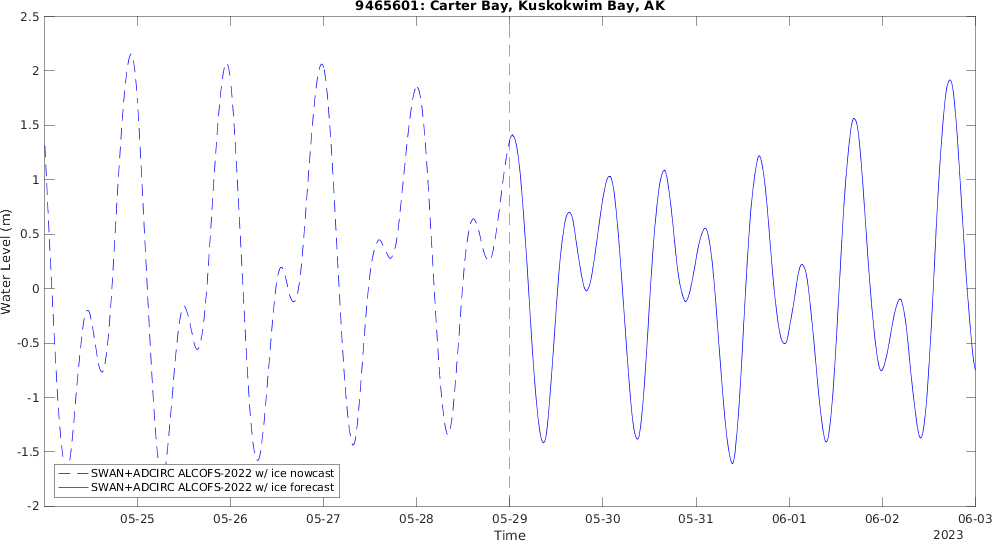 9465601: Carter Bay, Kuskokwim Bay, AK
2.5
2
1.5
1
0.5
0
-0.5
-1
-1.5
-2
Water Level (m)
SWAN+ADCIRC ALCOFS-2022 w/ ice nowcast
SWAN+ADCIRC ALCOFS-2022 w/ ice forecast
05-25 05-26 05-27 05-28 05-29 05-30 05-31 06-01 06-02 06-03
Time
2023